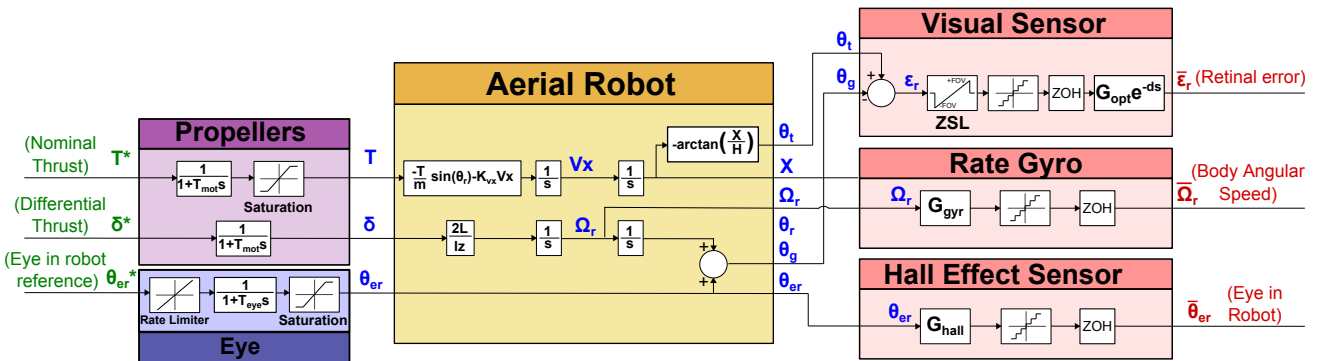 Visual Sensor
θt
θg
+
-
εr
+FOV
-FOV
ZSL
ZOH
Gopte^-ds
ε̅r (Retinal error)
Aerial Robot
Propellers
(Nominal
Thrust) T*
1
1+Tmots
Saturation
T
-T/m sin(θr)-KvxVx
1/s
Vx
1/s
-arctan(X/H)
θt
X
Rate Gyro
(Body Angular
Speed)
Ω̅r
Ωr
Ggyr
ZOH
(Differential
Thrust) δ*
1
1+Tmots
δ
2L
Iz
1/s
Ωr
1/s
+
+
Ωr
θr
θg
θer
(Eye in robot
reference) θer*
Rate Limiter
1
1+Teyes
Saturation
θer
Eye
Hall Effect Sensor
θer
Ghall
ZOH
θ̅er
(Eye in
Robot)